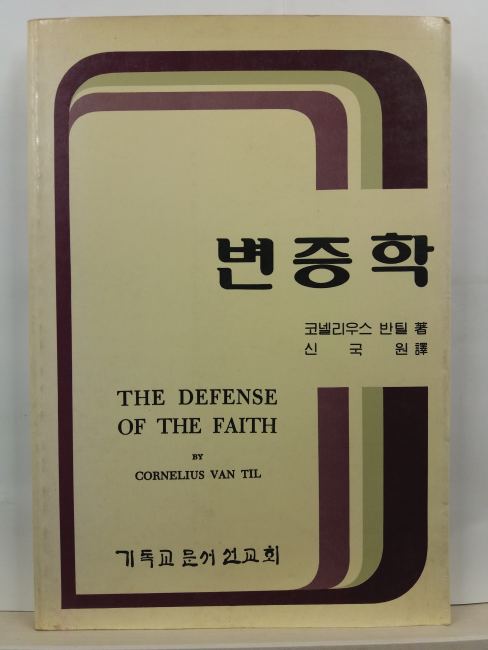 변증학
코넬리우스 반틸 著
신국원 譯
THE DEFENSE
OF THE FAITH
BY
CORNELIUS VAN TIL
기독교문서선교회